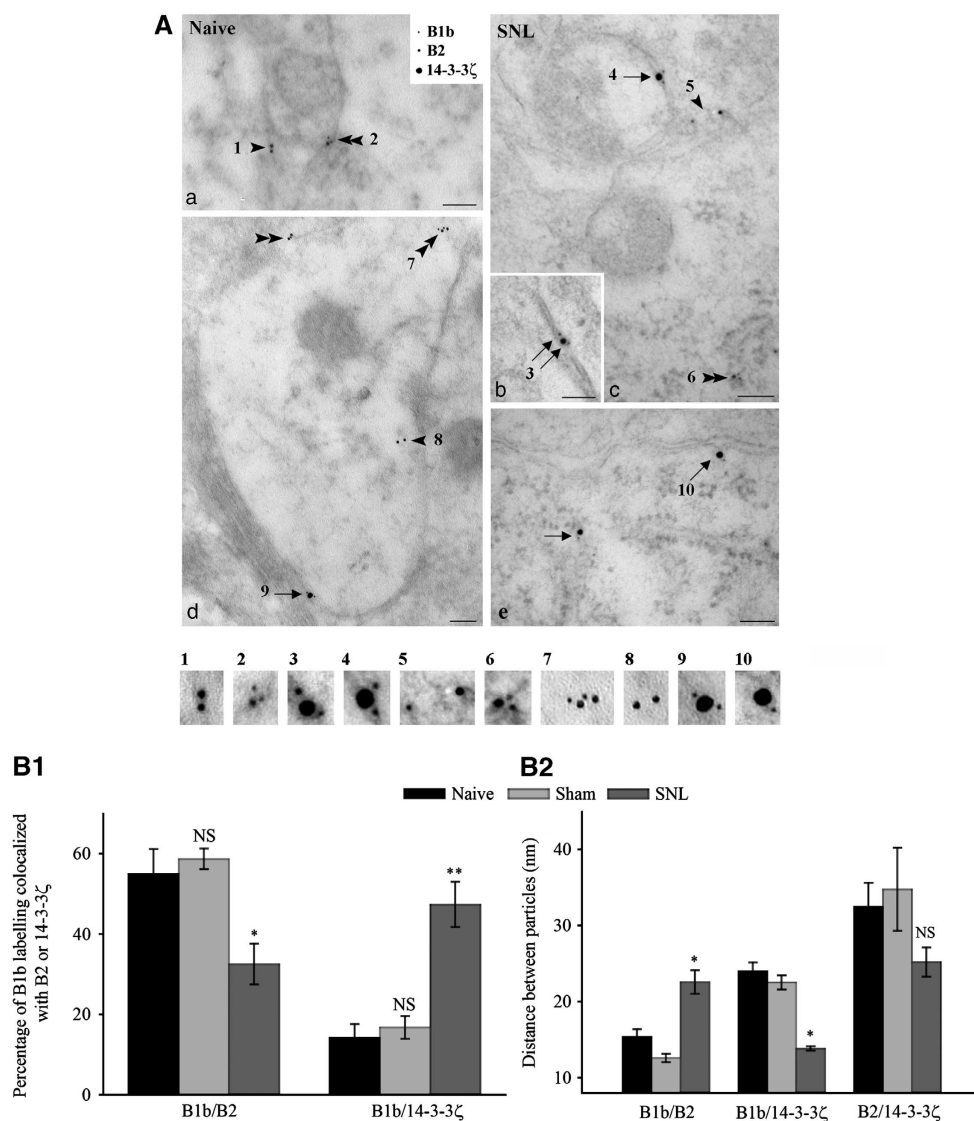 A
Naive
B1b
B2
14-3-3ζ
1
2
a
SNL
4
5
3
b
6
c
7
8
9
d
10
e
1 2 3 4 5 6 7 8 9 10
B1
B2
Naive Sham SNL
Percentage of B1b labelling colocalized
with B2 or 14-3-3ζ
60
40
20
0
NS
*
NS
**
B1b/B2 B1b/14-3-3ζ
Distance between particles (nm)
40
30
20
10
*
*
NS
B1b/B2 B1b/14-3-3ζ B2/14-3-3ζ